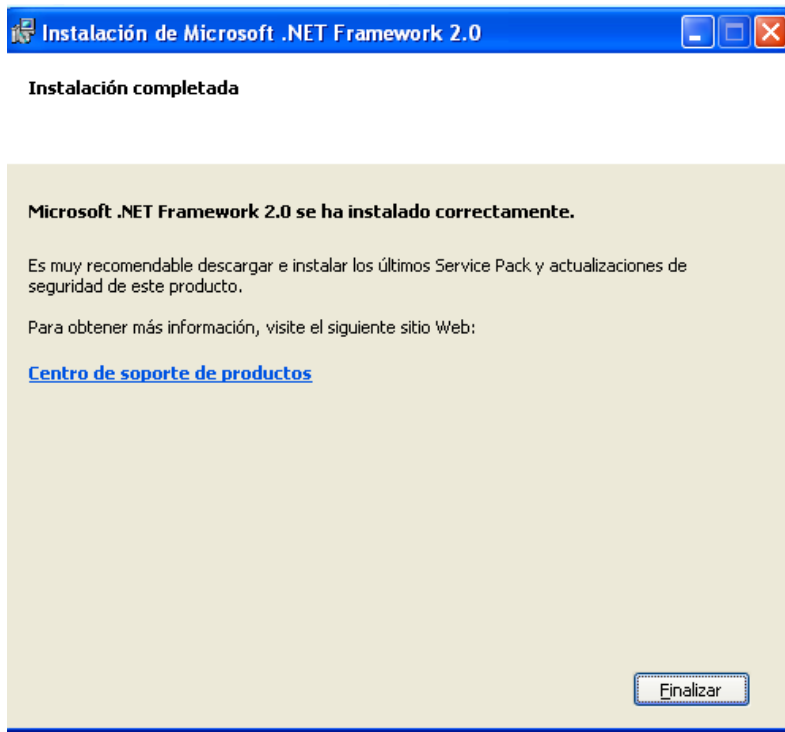 Instalación de Microsoft .NET Framework 2.0
Instalación completada
Microsoft .NET Framework 2.0 se ha instalado correctamente.
Es muy recomendable descargar e instalar los últimos Service Pack y actualizaciones de
seguridad de este producto.
Para obtener más información, visite el siguiente sitio Web:
Centro de soporte de productos
Finalizar